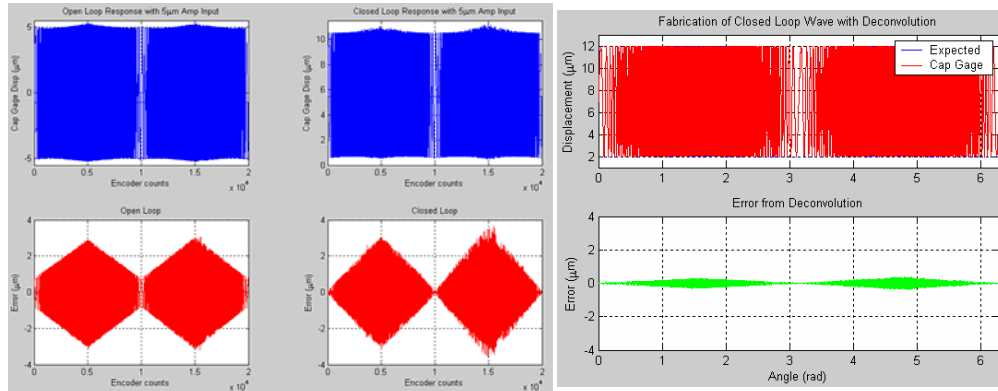 Open Loop Response with 5μm Amp Input
Cap Gage Disp (μm)
5
0
-5
0 0.5 1 1.5 2
Encoder counts
x 10⁴
Closed Loop Response with 5μm Amp Input
Cap Gage Disp (μm)
10
8
6
4
2
0
0 0.5 1 1.5 2
Encoder counts
x 10⁴
Open Loop
Error (μm)
4
2
0
-2
-4
0 0.5 1 1.5 2
Encoder counts
x 10⁴
Closed Loop
Error (μm)
4
2
0
-2
-4
0 0.5 1 1.5 2
Encoder counts
x 10⁴
Fabrication of Closed Loop Wave with Deconvolution
Displacement (μm)
12
10
8
6
4
2
Expected
Cap Gage
0 1 2 3 4 5 6
Error from Deconvolution
Error (μm)
4
2
0
-2
-4
0 1 2 3 4 5 6
Angle (rad)